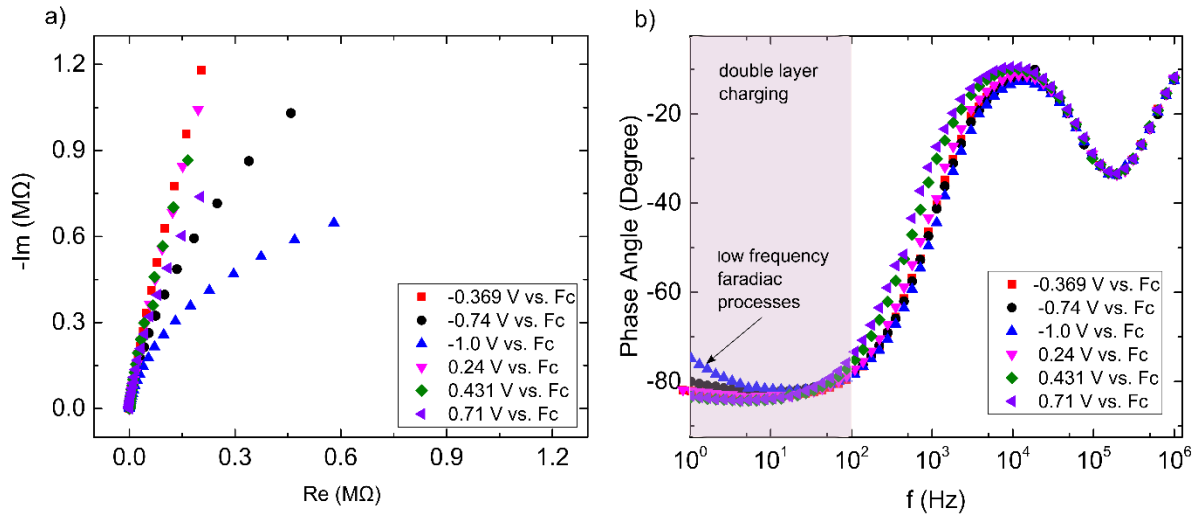 a)
1.2
0.9
0.6
0.3
0.0
-Im (MΩ)
0.0 0.3 0.6 0.9 1.2
Re (MΩ)
-0.369 V vs. Fc
-0.74 V vs. Fc
-1.0 V vs. Fc
0.24 V vs. Fc
0.431 V vs. Fc
0.71 V vs. Fc
b)
-20
-40
-60
-80
Phase Angle (Degree)
double layer
charging
low frequency
faradiac
processes
-0.369 V vs. Fc
-0.74 V vs. Fc
-1.0 V vs. Fc
0.24 V vs. Fc
0.431 V vs. Fc
0.71 V vs. Fc
10⁰ 10¹ 10² 10³ 10⁴ 10⁵ 10⁶
f (Hz)